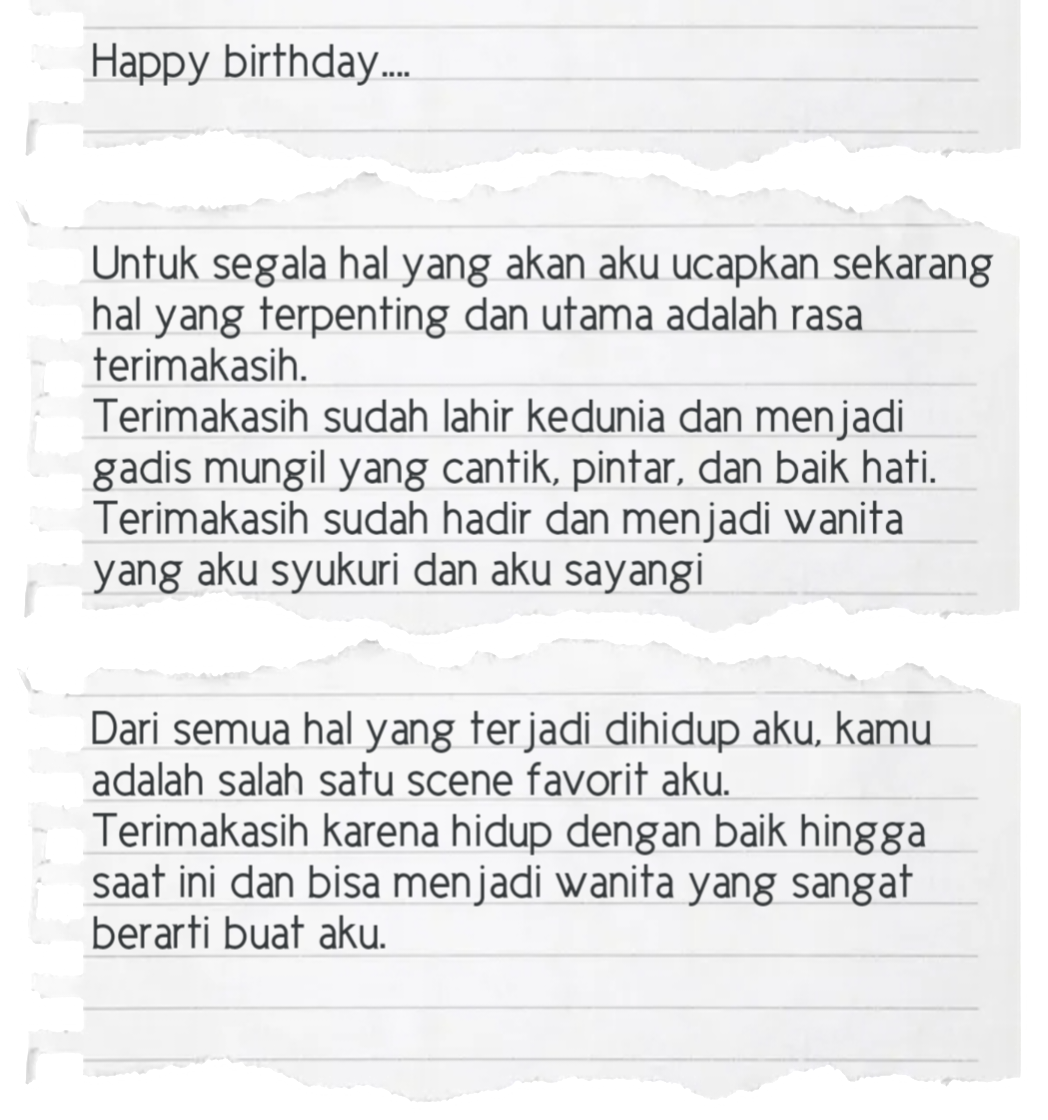 Happy birthday....
Untuk segala hal yang akan aku ucapkan sekarang
hal yang terpenting dan utama adalah rasa
terimakasih.
Terimakasih sudah lahir kedunia dan menjadi
gadis mungil yang cantik, pintar, dan baik hati.
Terimakasih sudah hadir dan menjadi wanita
yang aku syukuri dan aku sayangi
Dari semua hal yang terjadi dihidup aku, kamu
adalah salah satu scene favorit aku.
Terimakasih karena hidup dengan baik hingga
saat ini dan bisa menjadi wanita yang sangat
berarti buat aku.